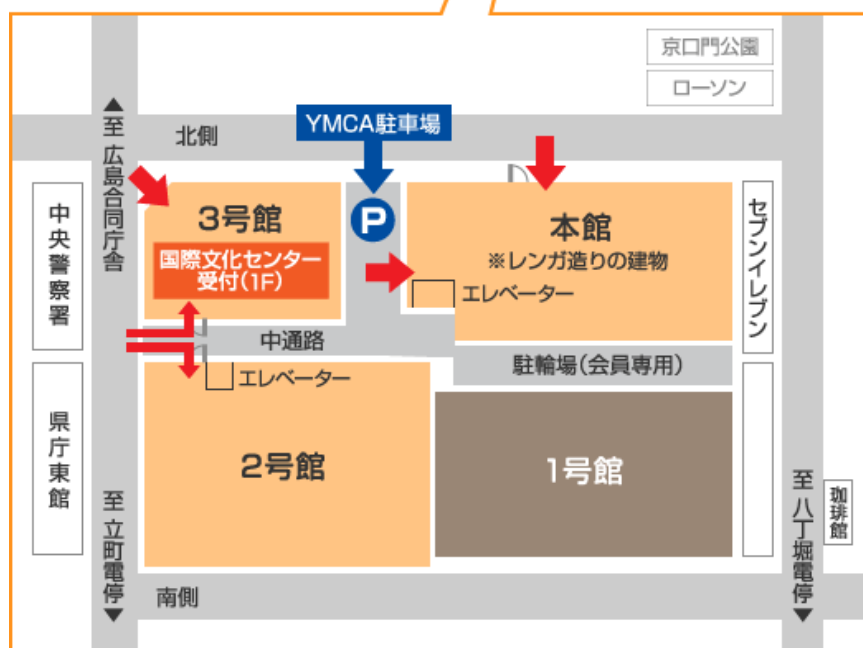 京口門公園
ローソン
YMCA駐車場
北側
▲至 広島合同庁舎
中央警察署
3号館
国際文化センター
受付(1F)
P
本館
※レンガ造りの建物
エレベーター
セブンイレブン
中通路
駐輪場(会員専用)
エレベーター
県庁東館
2号館
1号館
至 立町電停▼
至 八丁堀電停▼
珈琲館
南側